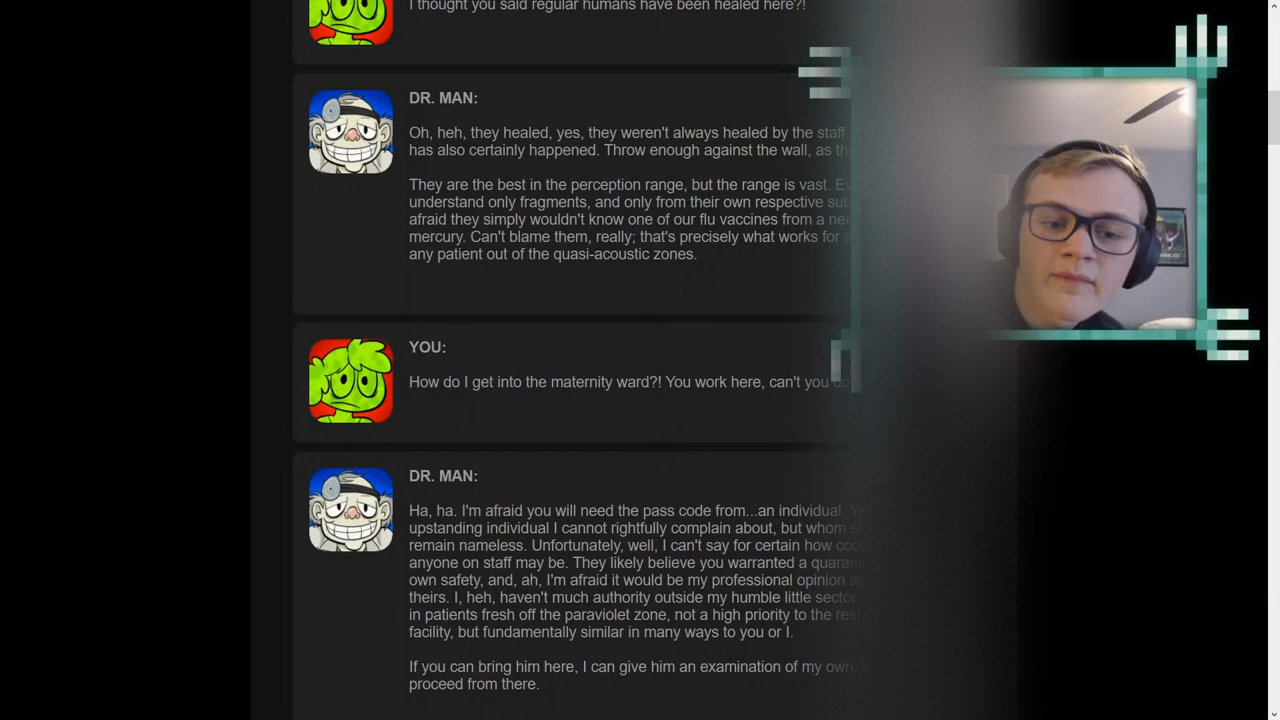 I thought you said regular humans have been healed here?!
DR. MAN:
Oh, heh, they healed, yes, they weren't always healed by the staff,
has also certainly happened. Throw enough against the wall, as
They are the best in the perception range, but the range is vast.
understand only fragments, and only from their own respective
afraid they simply wouldn't know one of our flu vaccines from a
mercury. Can't blame them, really; that's precisely what works for
any patient out of the quasi-acoustic zones.
YOU:
How do I get into the maternity ward?! You work here, can't you do
DR. MAN:
Ha, ha. I'm afraid you will need the pass code from...an individual.
upstanding individual I cannot rightfully complain about, but whom
remain nameless. Unfortunately, well, I can't say for certain how
anyone on staff may be. They likely believe you warranted a
own safety, and, ah, I'm afraid it would be my professional opinion
theirs. I, heh, haven't much authority outside my humble little sector
in patients fresh off the paraviolet zone, not a high priority to the rest
facility, but fundamentally similar in many ways to you or I.
If you can bring him here, I can give him an examination of my own,
proceed from there.